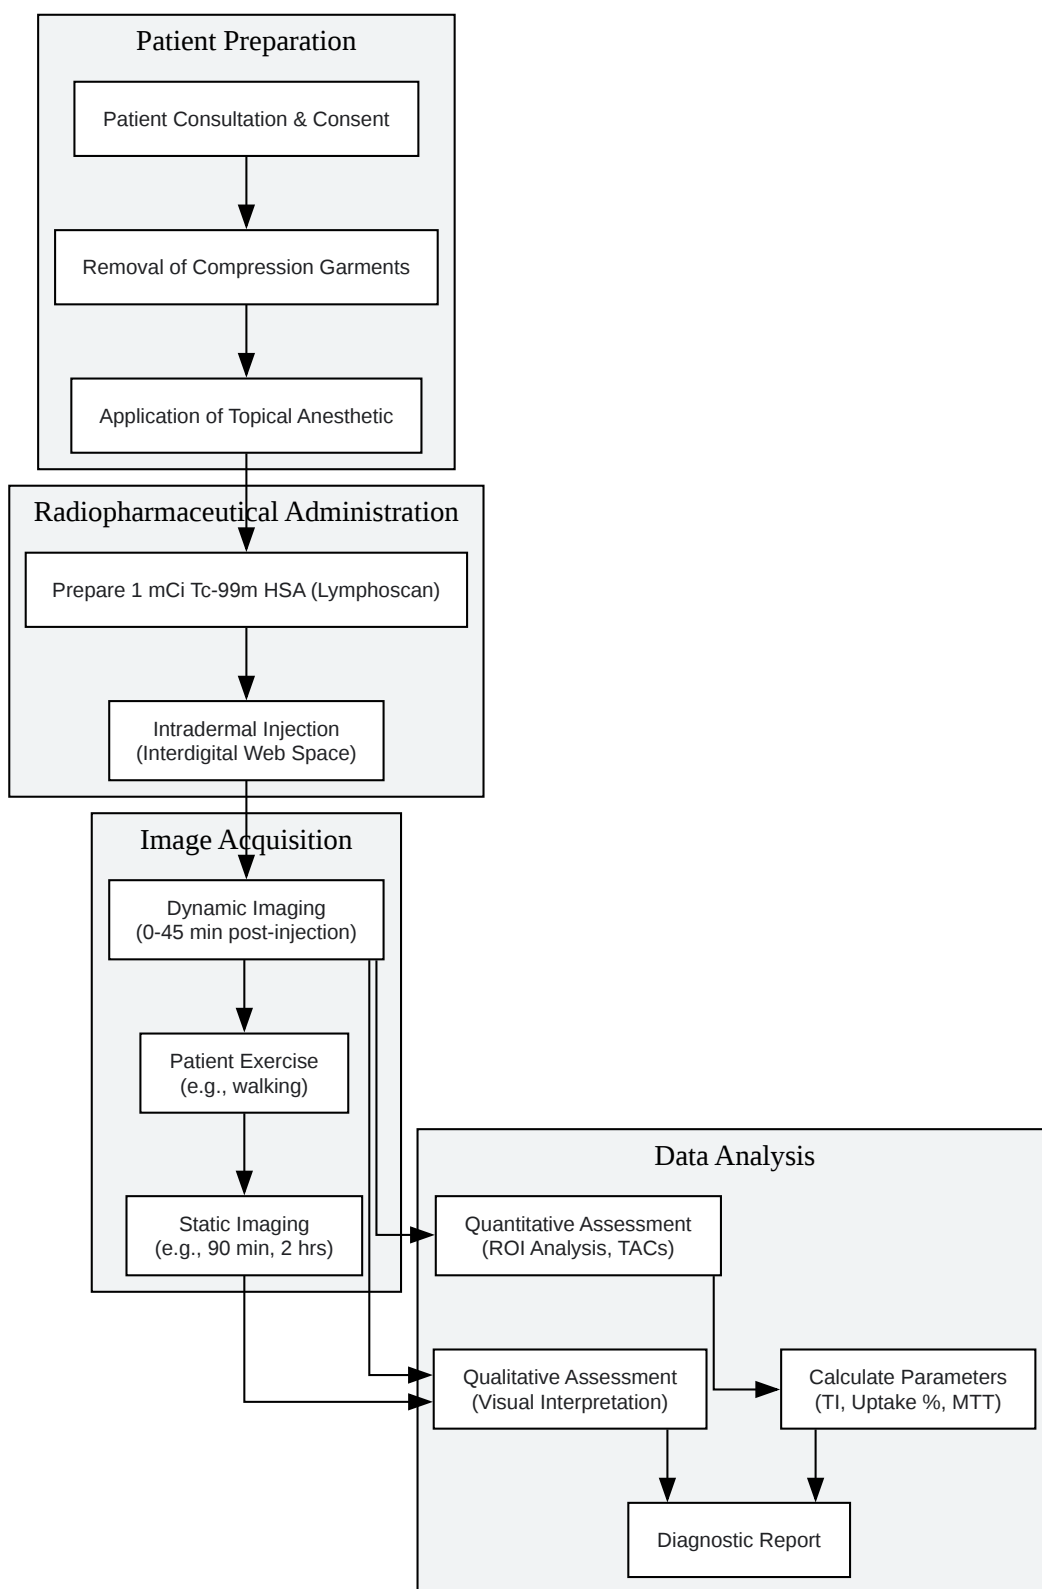 Patient Preparation
Patient Consultation & Consent
Removal of Compression Garments
Application of Topical Anesthetic
Radiopharmaceutical Administration
Prepare 1 mCi Tc-99m HSA (Lymphoscan)
Intradermal Injection
(Interdigital Web Space)
Image Acquisition
Dynamic Imaging
(0-45 min post-injection)
Patient Exercise
(e.g., walking)
Static Imaging
(e.g., 90 min, 2 hrs)
Data Analysis
Quantitative Assessment
(ROI Analysis, TACs)
Qualitative Assessment
(Visual Interpretation)
Calculate Parameters
(TI, Uptake %, MTT)
Diagnostic Report